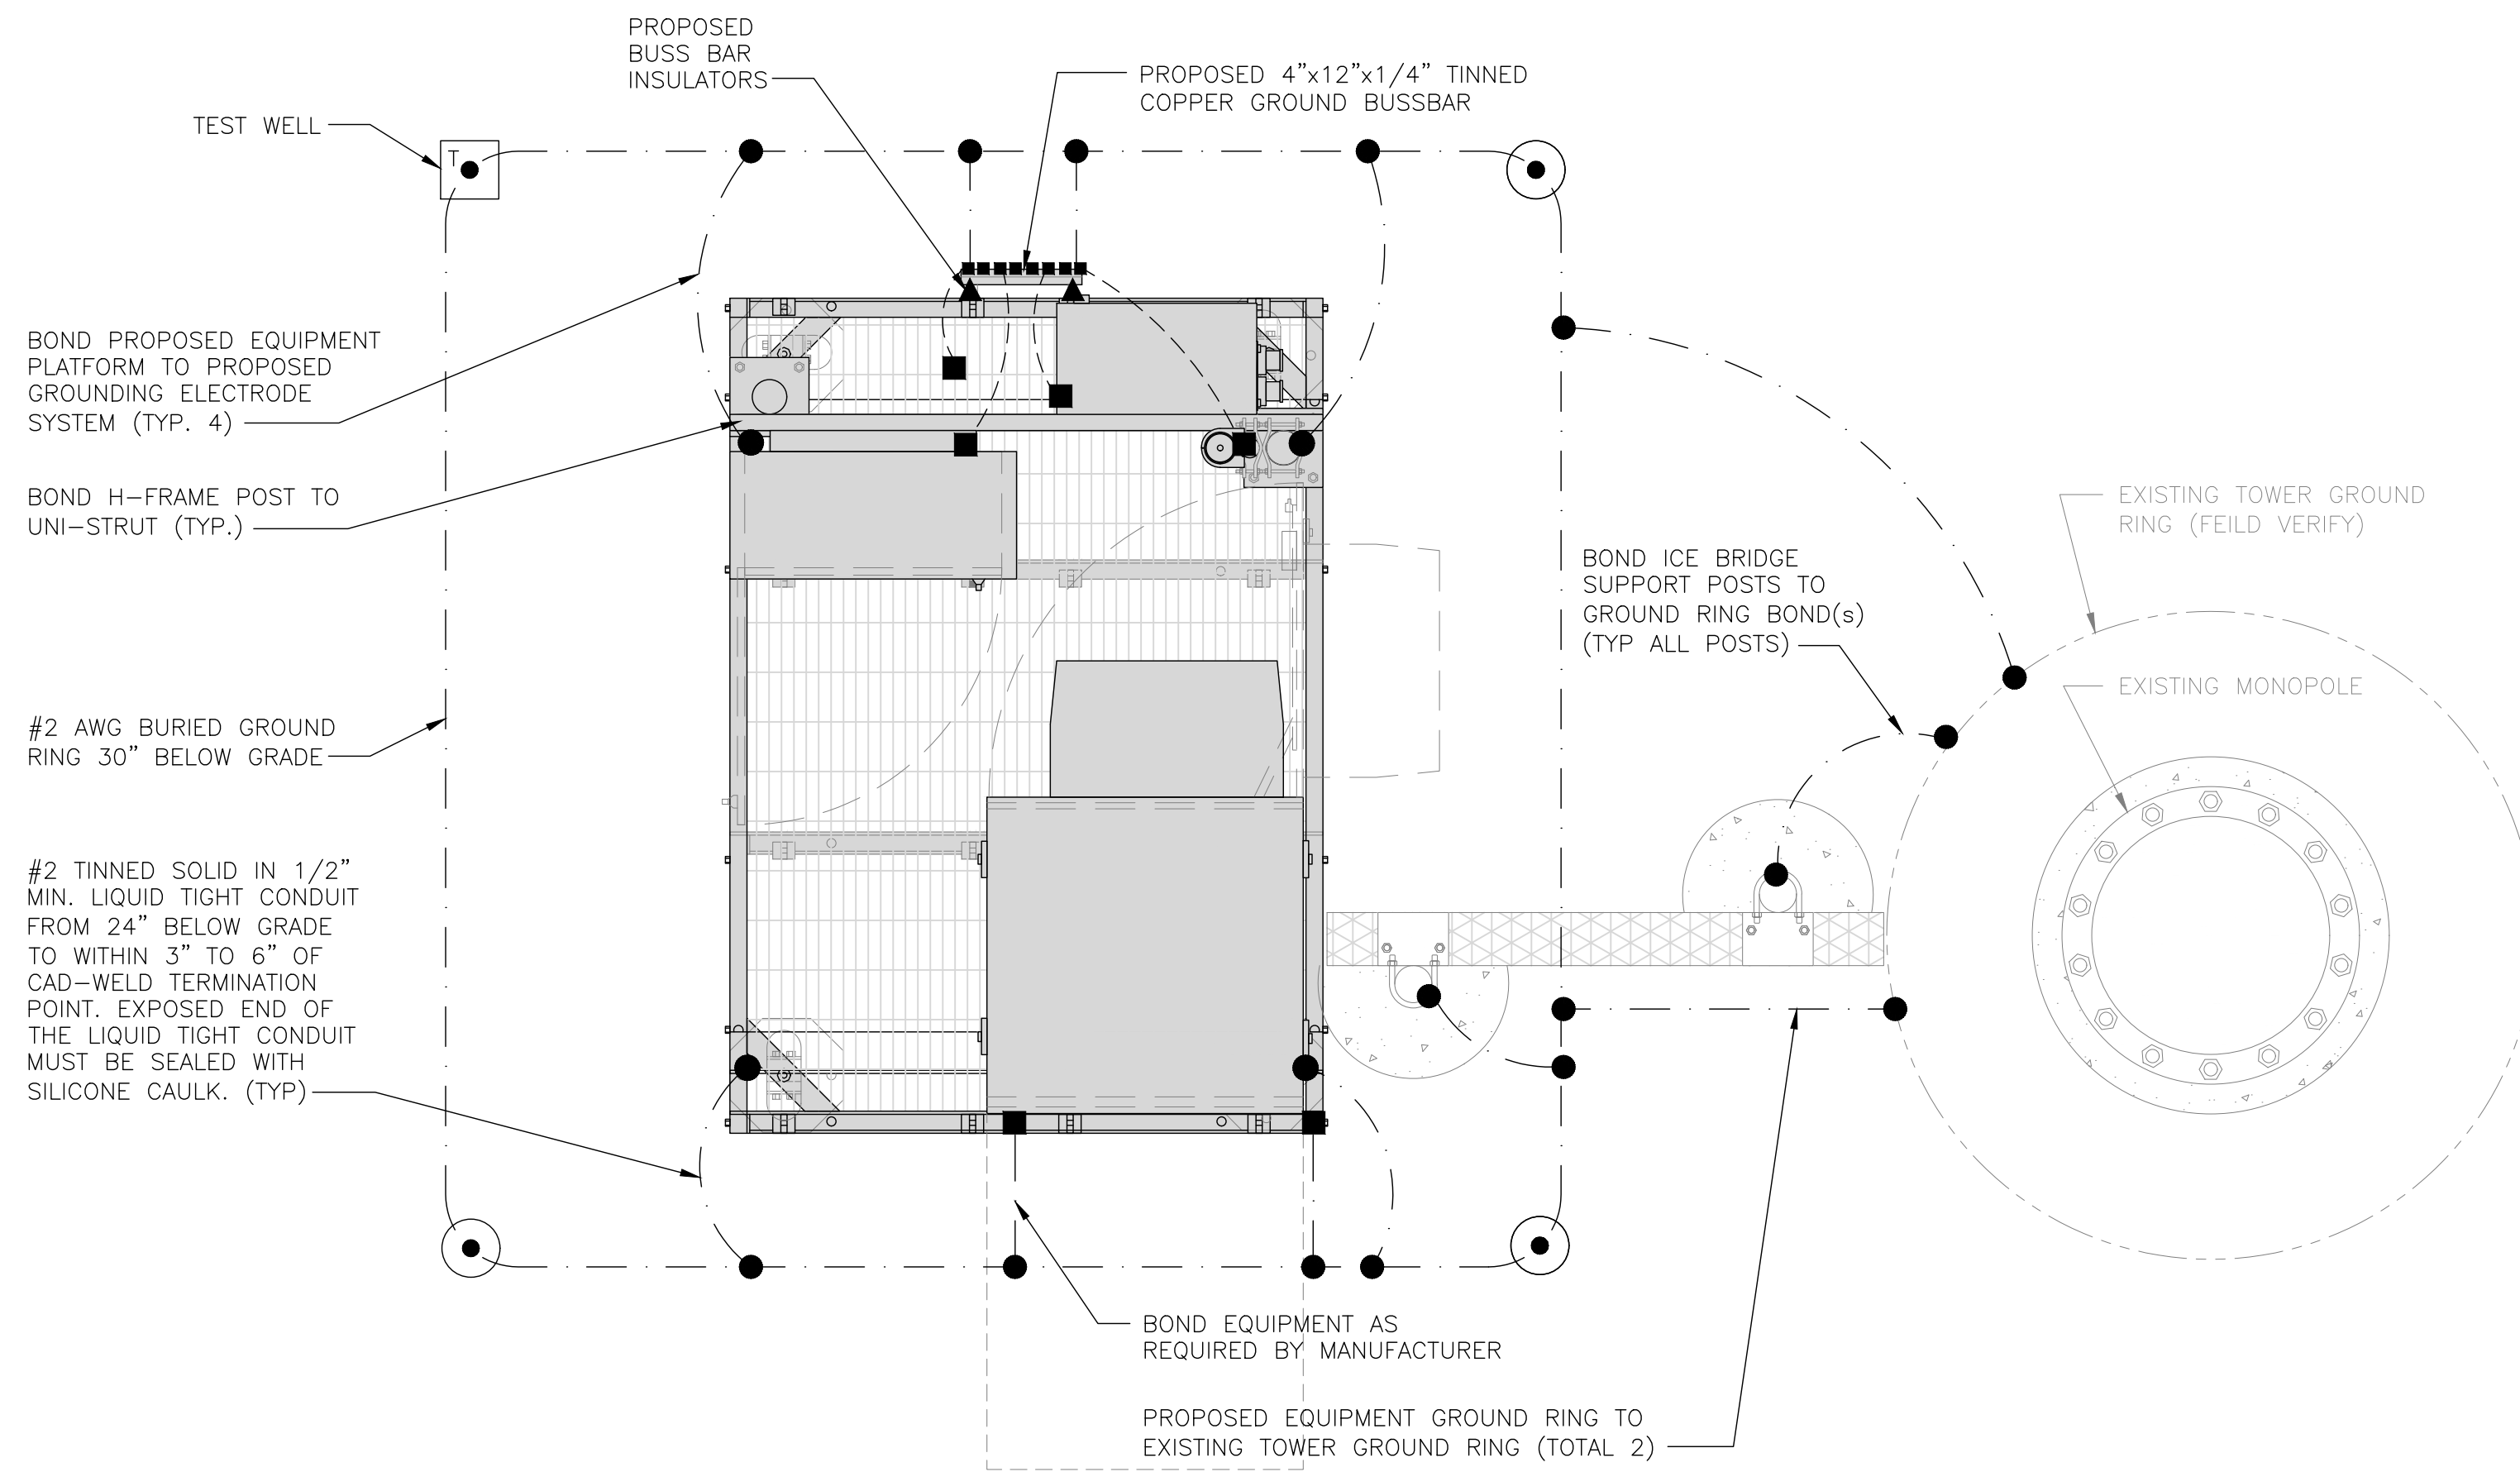 PROPOSED
BUSS BAR
INSULATORS
PROPOSED 4”x12”x1/4” TINNED
COPPER GROUND BUSSBAR
TEST WELL
T
BOND PROPOSED EQUIPMENT
PLATFORM TO PROPOSED
GROUNDING ELECTRODE
SYSTEM (TYP. 4)
BOND H-FRAME POST TO
UNI-STRUT (TYP.)
EXISTING TOWER GROUND
RING (FEILD VERIFY)
BOND ICE BRIDGE
SUPPORT POSTS TO
GROUND RING BOND(s)
(TYP ALL POSTS)
EXISTING MONOPOLE
#2 AWG BURIED GROUND
RING 30” BELOW GRADE
#2 TINNED SOLID IN 1/2”
MIN. LIQUID TIGHT CONDUIT
FROM 24” BELOW GRADE
TO WITHIN 3” TO 6” OF
CAD-WELD TERMINATION
POINT. EXPOSED END OF
THE LIQUID TIGHT CONDUIT
MUST BE SEALED WITH
SILICONE CAULK. (TYP)
BOND EQUIPMENT AS
REQUIRED BY MANUFACTURER
PROPOSED EQUIPMENT GROUND RING TO
EXISTING TOWER GROUND RING (TOTAL 2)